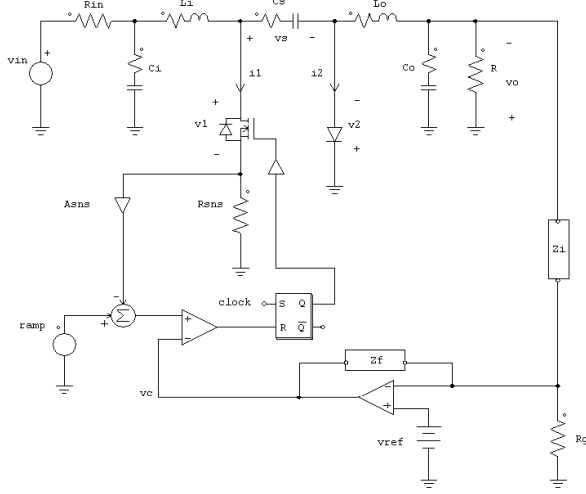 Rin
Li
Cs
Lo
+
vs
−
−
vin
+
Ci
i1
i2
Co
R
vo
+
+
v1
−
−
v2
+
Asns
Rsns
Zi
clock
S
Q
R
Q
−
+
Σ
ramp
+
−
Zf
vc
−
+
vref
Rg